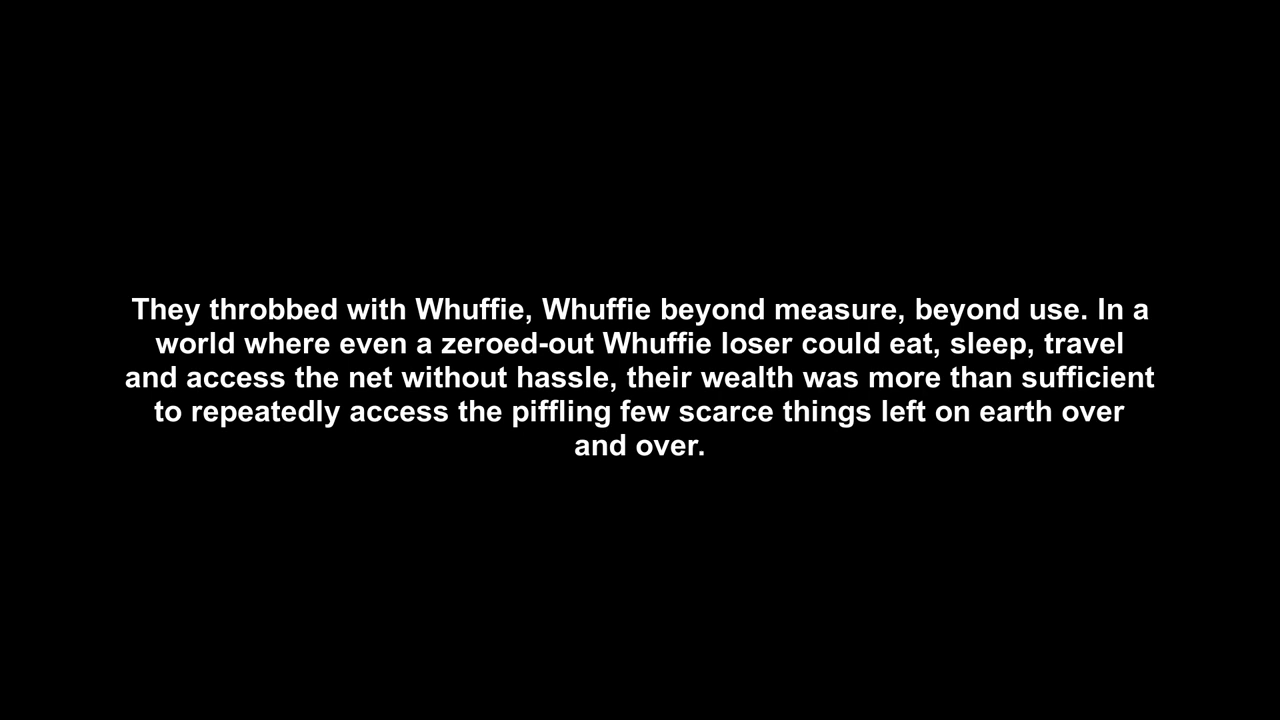 They throbbed with Whuffie, Whuffie beyond measure, beyond use. In a
world where even a zeroed-out Whuffie loser could eat, sleep, travel
and access the net without hassle, their wealth was more than sufficient
to repeatedly access the piffling few scarce things left on earth over
and over.